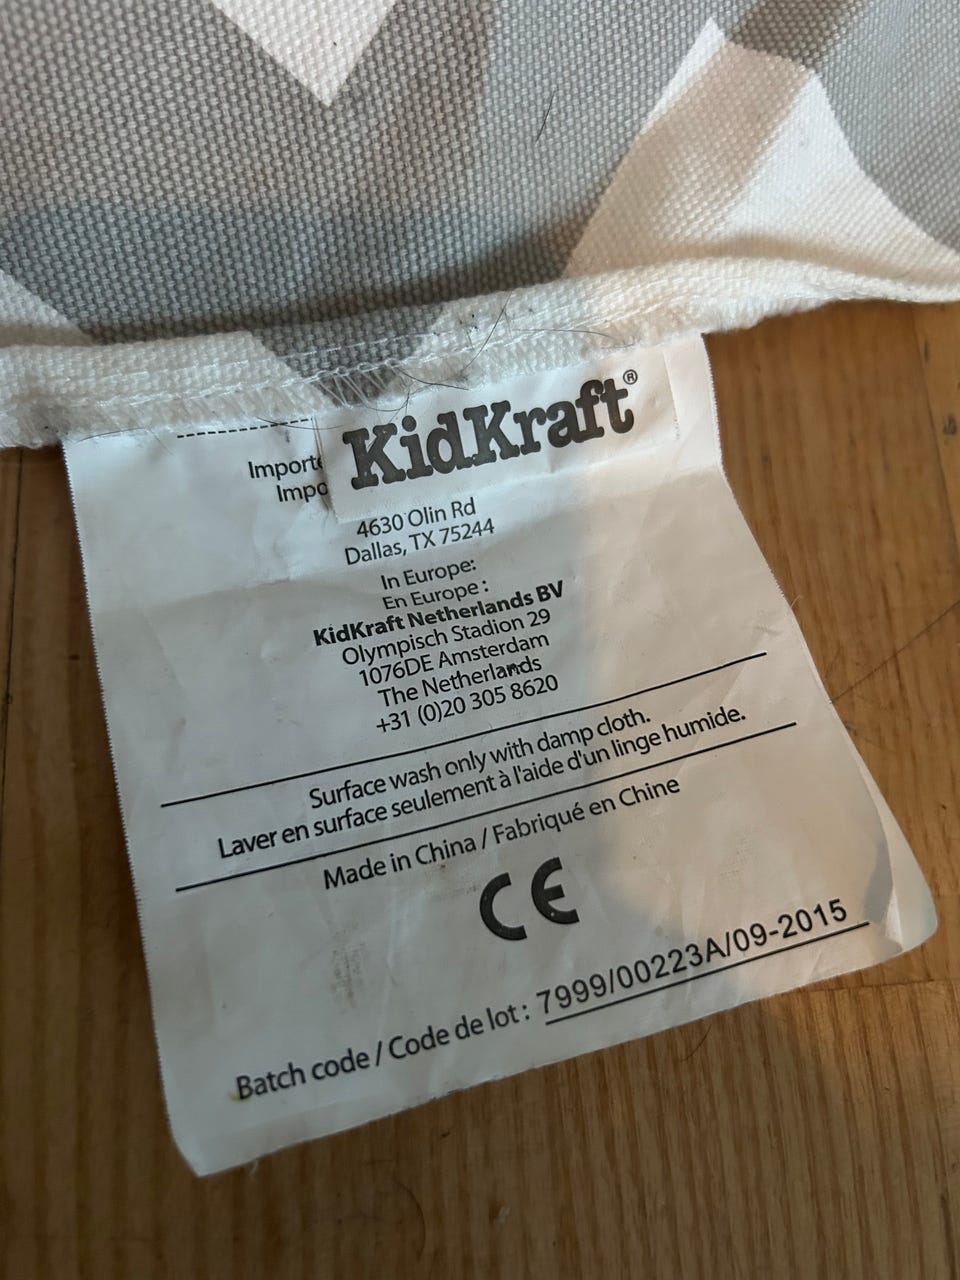 KidKraft®
4630 Olin Rd
Dallas, TX 75244
In Europe:
En Europe :
KidKraft Netherlands BV
Olympisch Stadion 29
1076DE Amsterdam
The Netherlands
+31 (0)20 305 8620
Surface wash only with damp cloth.
Laver en surface seulement à l'aide d'un linge humide.
Made in China / Fabriqué en Chine
CE
Batch code / Code de lot : 7999/00223A/09-2015